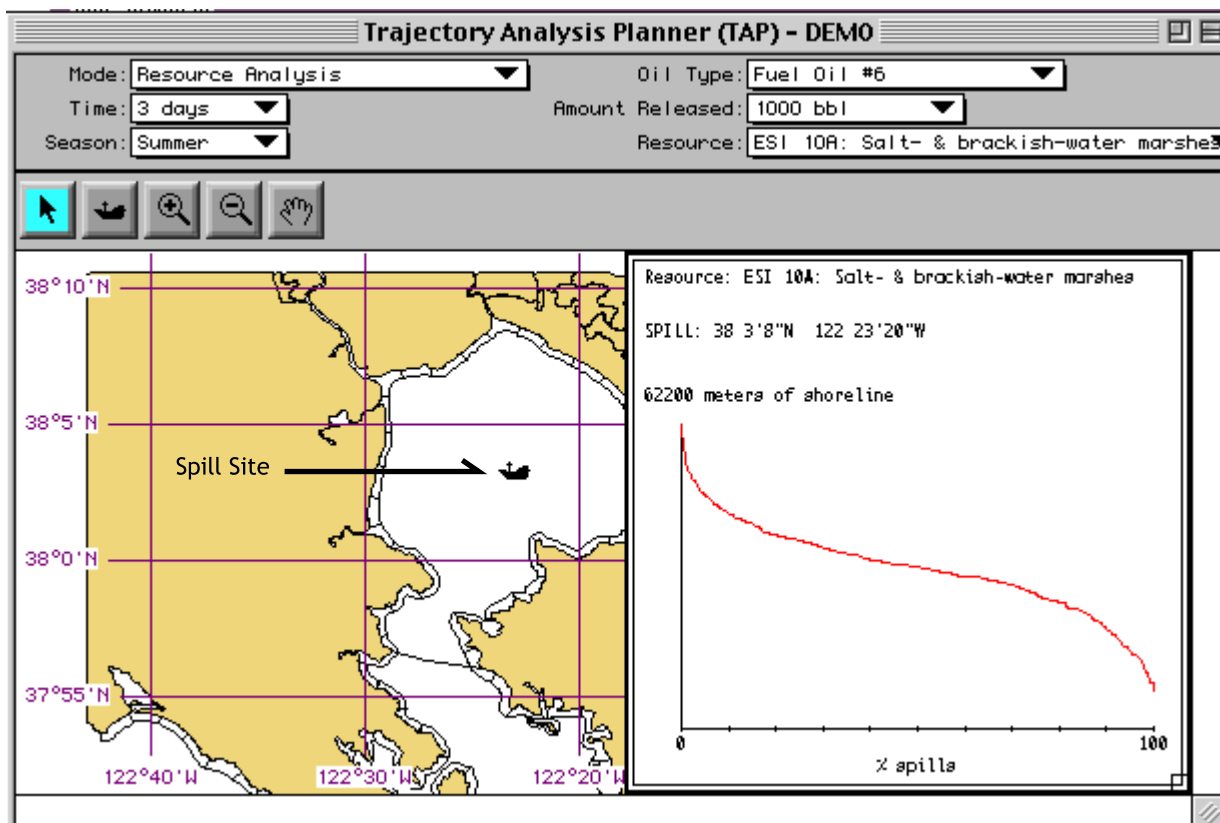 Trajectory Analysis Planner (TAP) - DEMO
Mode: Resource Analysis
Oil Type: Fuel Oil #6
Time: 3 days
Amount Released: 1000 bbl
Season: Summer
Resource: ESI 10A: Salt- & brackish-water marshes
38°10'N
38°5'N
Spill Site
38°0'N
37°55'N
122°40'W
122°30'W
122°20'W
Resource: ESI 10A: Salt- & brackish-water marshes
SPILL: 38 3'8"N 122 23'20"W
62200 meters of shoreline
0
100
% spills